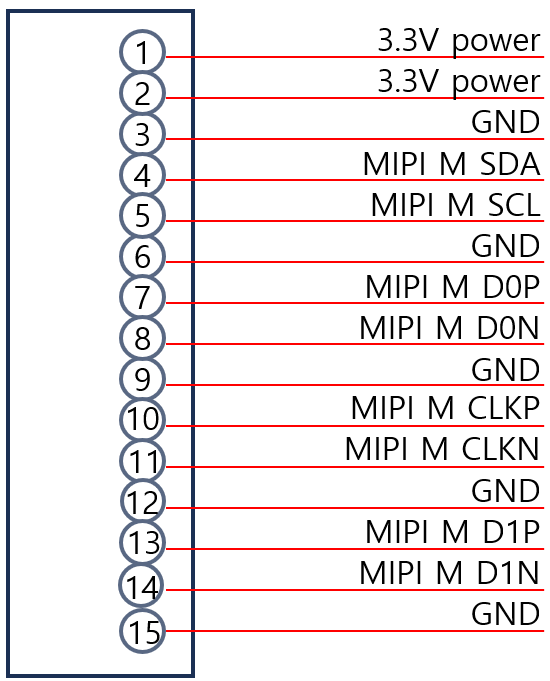 1 3.3V power
2 3.3V power
3 GND
4 MIPI M SDA
5 MIPI M SCL
6 GND
7 MIPI M D0P
8 MIPI M D0N
9 GND
10 MIPI M CLKP
11 MIPI M CLKN
12 GND
13 MIPI M D1P
14 MIPI M D1N
15 GND